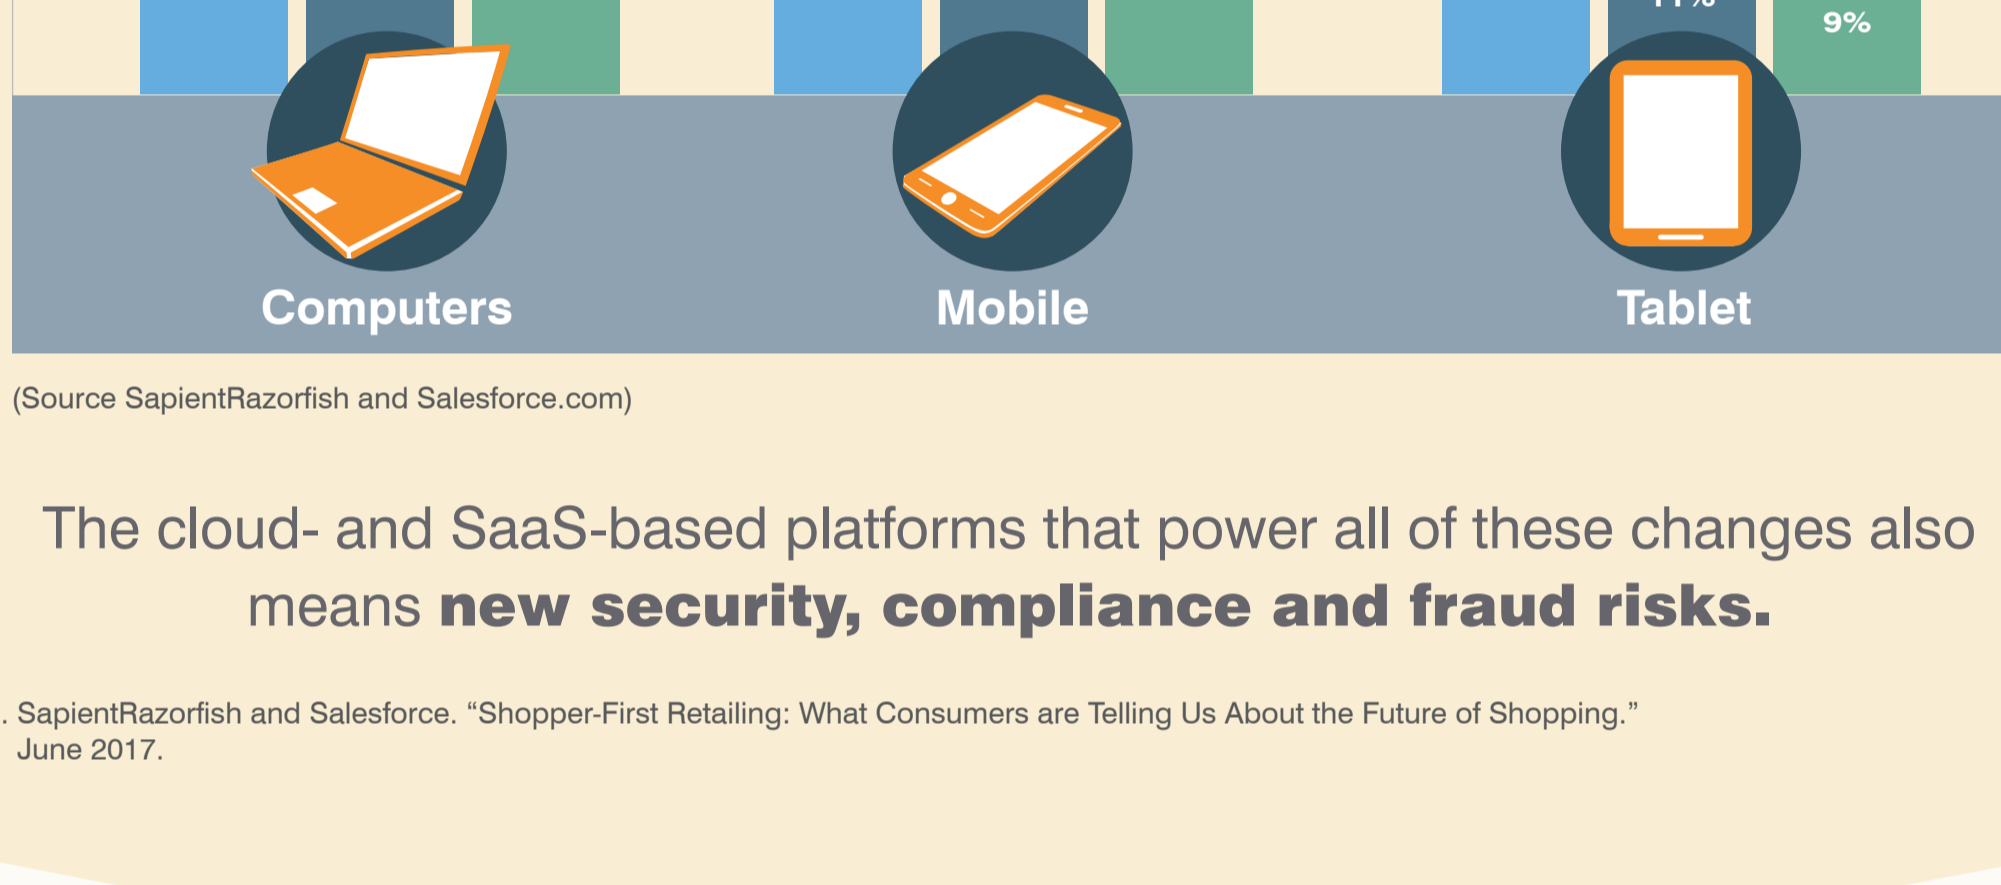 9%
Computers Mobile Tablet
(Source SapientRazorfish and Salesforce.com)
The cloud- and SaaS-based platforms that power all of these changes also
means new security, compliance and fraud risks.
. SapientRazorfish and Salesforce. “Shopper-First Retailing: What Consumers are Telling Us About the Future of Shopping.”
June 2017.